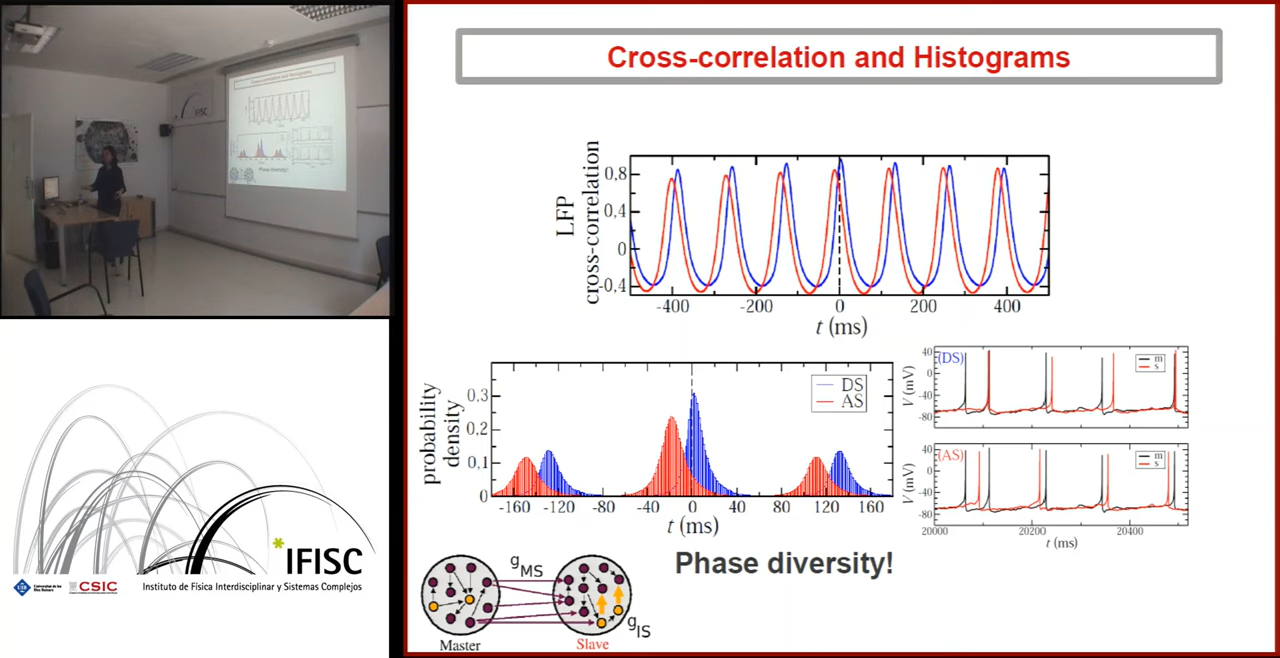 Cross-correlation and Histograms
LFP
cross-correlation
0.8
0.4
0
-0.4
-400
-200
0
200
400
t (ms)
probability
density
0.3
0.2
0.1
0
DS
AS
-160
-120
-80
-40
0
40
80
120
160
t (ms)
(DS)
V (mV)
40
0
-40
-80
m
s
(AS)
V (mV)
40
0
-40
-80
m
s
20000
20200
20400
t (ms)
Phase diversity!
gMS
gIS
Master
Slave
IFISC
CSIC
Instituto de Física Interdisciplinar y Sistemas Complejos